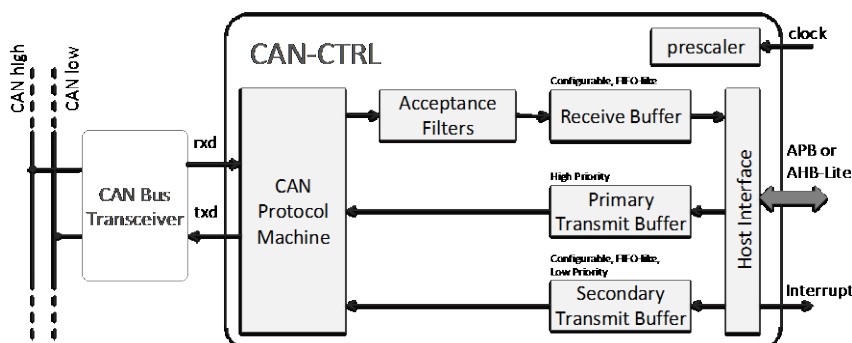 CAN high
CAN low
CAN-CTRL
prescaler
clock
Configurable, FIFO-like
Acceptance
Filters
Receive Buffer
rxd
CAN Bus
Transceiver
txd
CAN
Protocol
Machine
High Priority
Primary
Transmit Buffer
Configurable, FIFO-like,
Low Priority
Secondary
Transmit Buffer
Host Interface
APB or
AHB-Lite
Interrupt